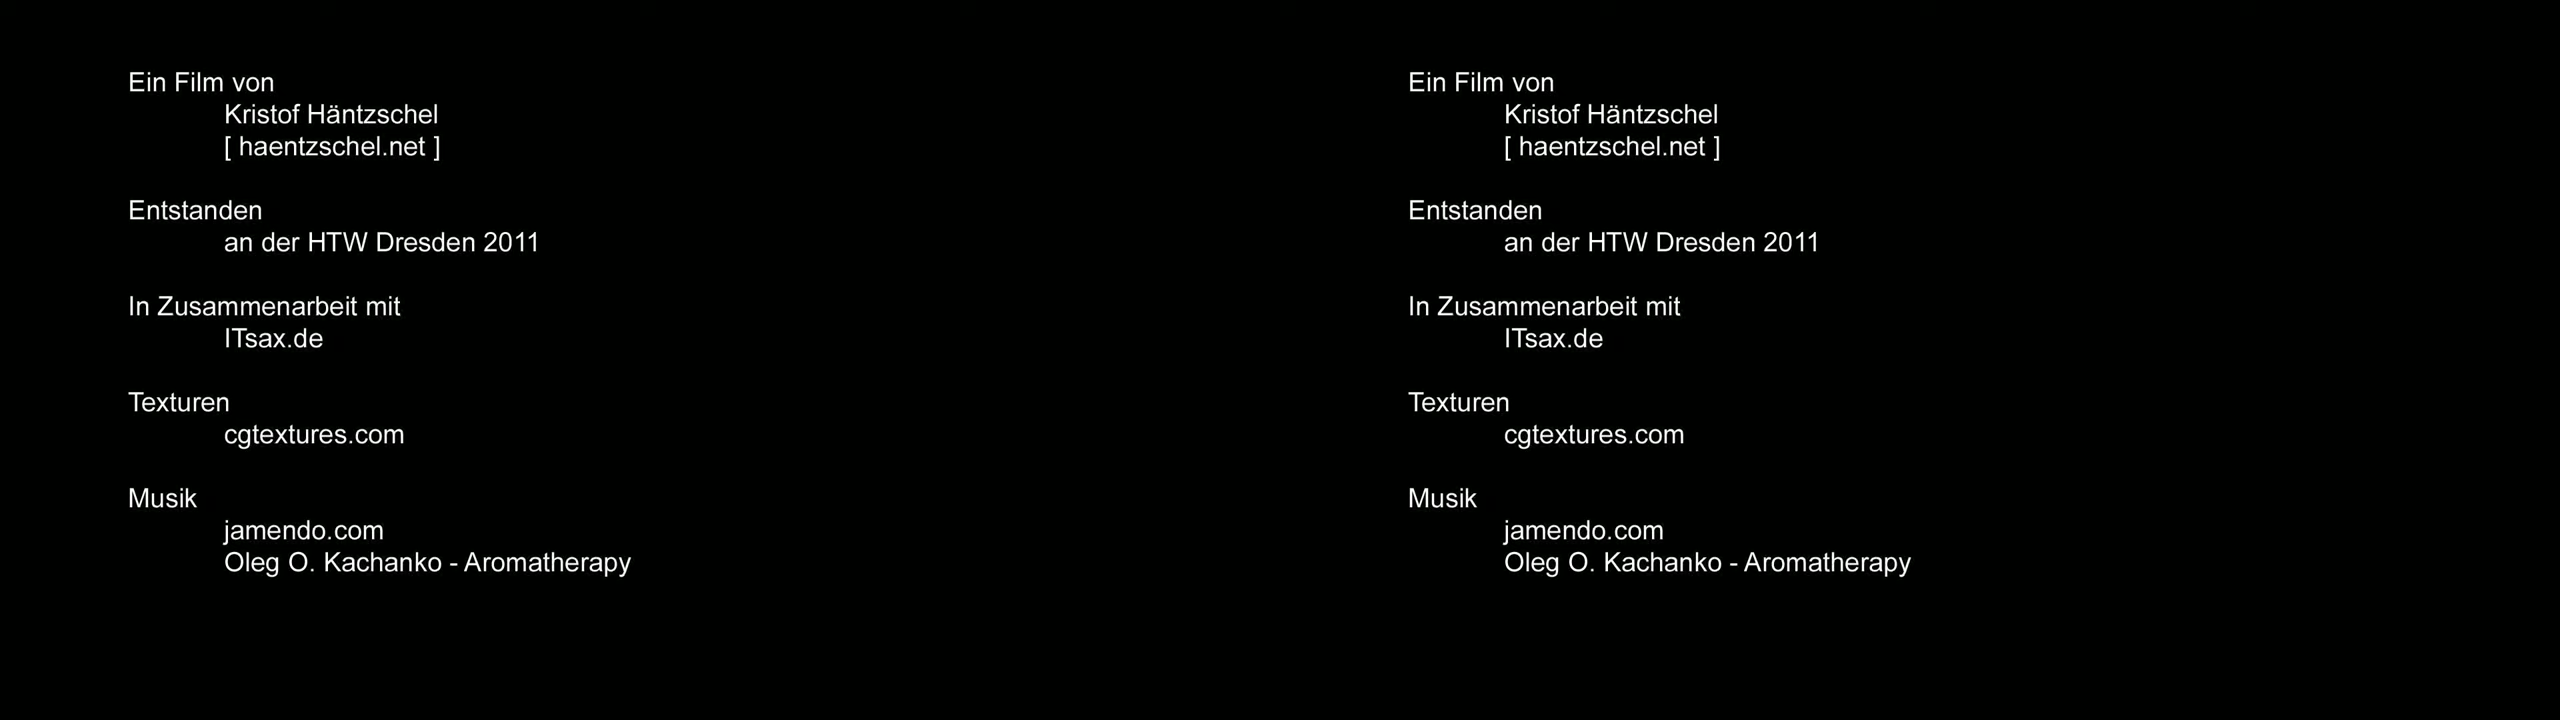 Ein Film von
Kristof Häntzschel
[ haentzschel.net ]
Entstanden
an der HTW Dresden 2011
In Zusammenarbeit mit
ITsax.de
Texturen
cgtextures.com
Musik
jamendo.com
Oleg O. Kachanko - Aromatherapy
Ein Film von
Kristof Häntzschel
[ haentzschel.net ]
Entstanden
an der HTW Dresden 2011
In Zusammenarbeit mit
ITsax.de
Texturen
cgtextures.com
Musik
jamendo.com
Oleg O. Kachanko - Aromatherapy